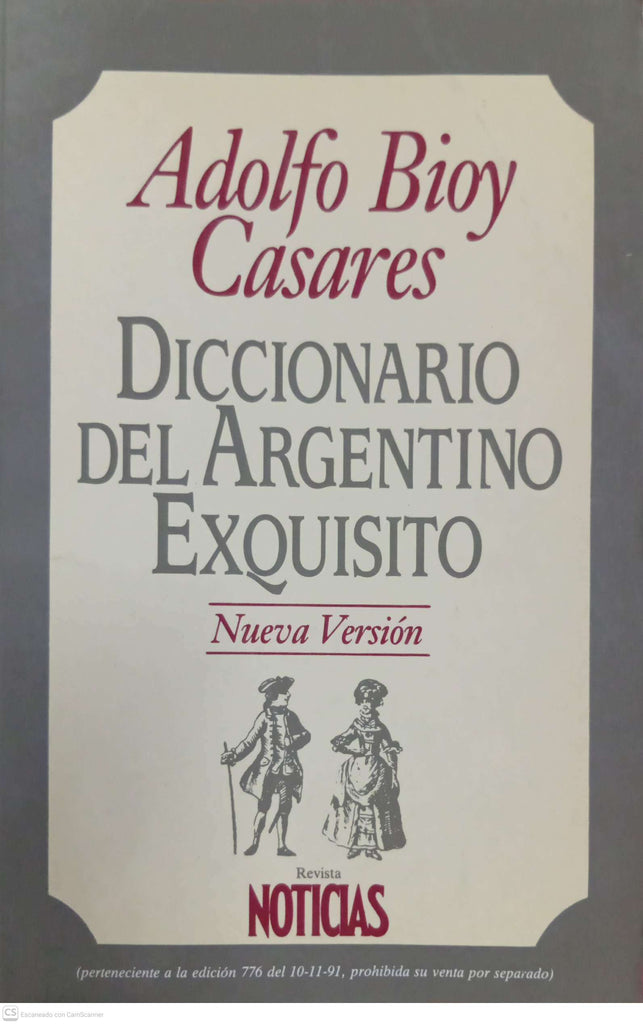 Adolfo Bioy
Casares
DICCIONARIO
DEL ARGENTINO
EXQUISITO
Nueva Versión
Revista
NOTICIAS
(perteneciente a la edición 776 del 10-11-91, prohibida su venta por separado)
CS Escaneado con CamScanner